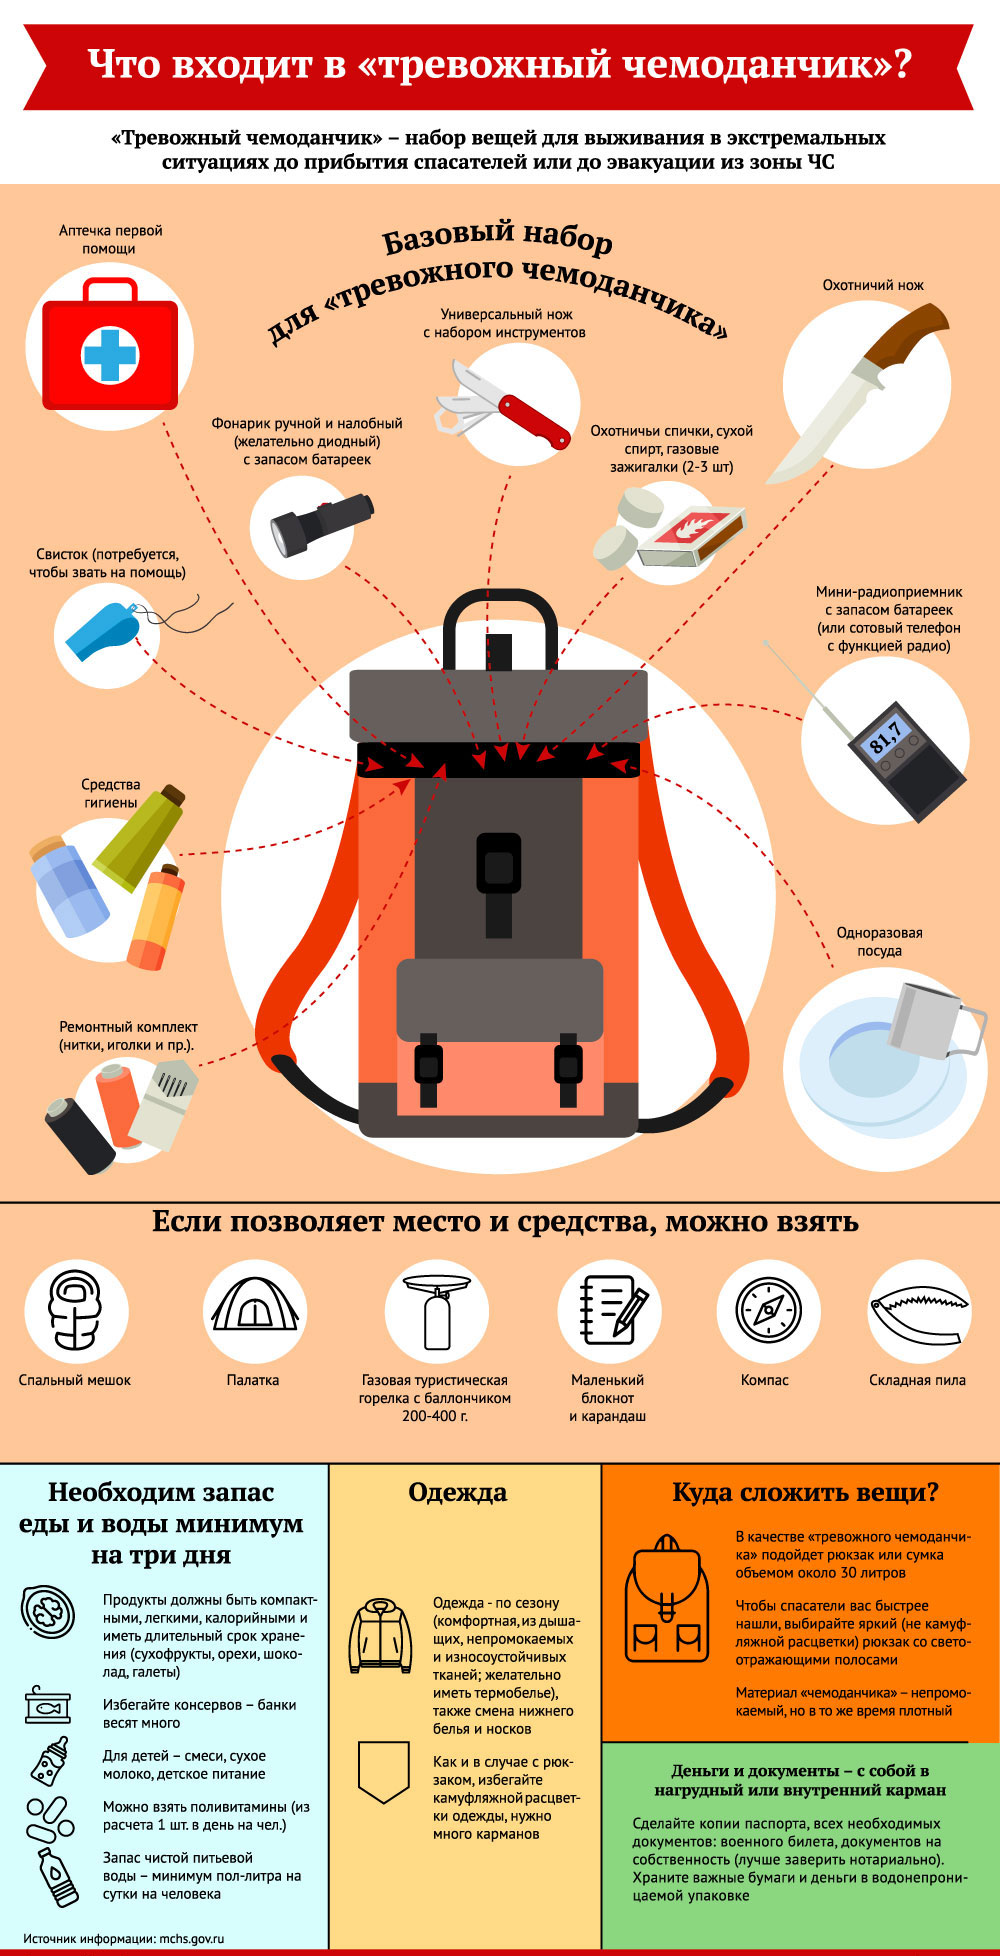 Что входит в «тревожный чемоданчик»?
«Тревожный чемоданчик» – набор вещей для выживания в экстремальных
ситуациях до прибытия спасателей или до эвакуации из зоны ЧС
Базовый набор
для «тревожного чемоданчика»
Аптечка первой
помощи
Универсальный нож
с набором инструментов
Охотничий нож
Фонарик ручной и налобный
(желательно диодный)
с запасом батареек
Охотничьи спички, сухой
спирт, газовые
зажигалки (2-3 шт)
Свисток (потребуется,
чтобы звать на помощь)
Мини-радиоприемник
с запасом батареек
(или сотовый телефон
с функцией радио)
81,7
Средства
гигиены
Одноразовая
посуда
Ремонтный комплект
(нитки, иголки и пр.).
Если позволяет место и средства, можно взять
Спальный мешок
Палатка
Газовая туристическая
горелка с баллончиком
200-400 г.
Маленький
блокнот
и карандаш
Компас
Складная пила
Необходим запас
еды и воды минимум
на три дня
Продукты должны быть компакт-
ными, легкими, калорийными и
иметь длительный срок хране-
ния (сухофрукты, орехи, шоко-
лад, галеты)
Избегайте консервов – банки
весят много
Для детей – смеси, сухое
молоко, детское питание
Можно взять поливитамины (из
расчета 1 шт. в день на чел.)
Запас чистой питьевой
воды – минимум пол-литра на
сутки на человека
Источник информации: mchs.gov.ru
Одежда
Одежда - по сезону
(комфортная, из дыша-
щих, непромокаемых
и износоустойчивых
тканей; желательно
иметь термобелье),
также смена нижнего
белья и носков
Как и в случае с рюк-
заком, избегайте
камуфляжной расцвет-
ки одежды, нужно
много карманов
Куда сложить вещи?
В качестве «тревожного чемоданчи-
ка» подойдет рюкзак или сумка
объемом около 30 литров
Чтобы спасатели вас быстрее
нашли, выбирайте яркий (не камуф-
ляжной расцветки) рюкзак со свето-
отражающими полосами
Материал «чемоданчика» – непромо-
каемый, но в то же время плотный
Деньги и документы – с собой в
нагрудный или внутренний карман
Сделайте копии паспорта, всех необходимых
документов: военного билета, документов на
собственность (лучше заверить нотариально).
Храните важные бумаги и деньги в водонепрони-
цаемой упаковке